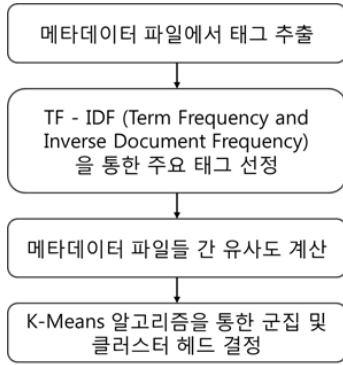 메타데이터 파일에서 태그 추출
TF - IDF (Term Frequency and
Inverse Document Frequency)
을 통한 주요 태그 선정
메타데이터 파일들 간 유사도 계산
K-Means 알고리즘을 통한 군집 및
클러스터 헤드 결정